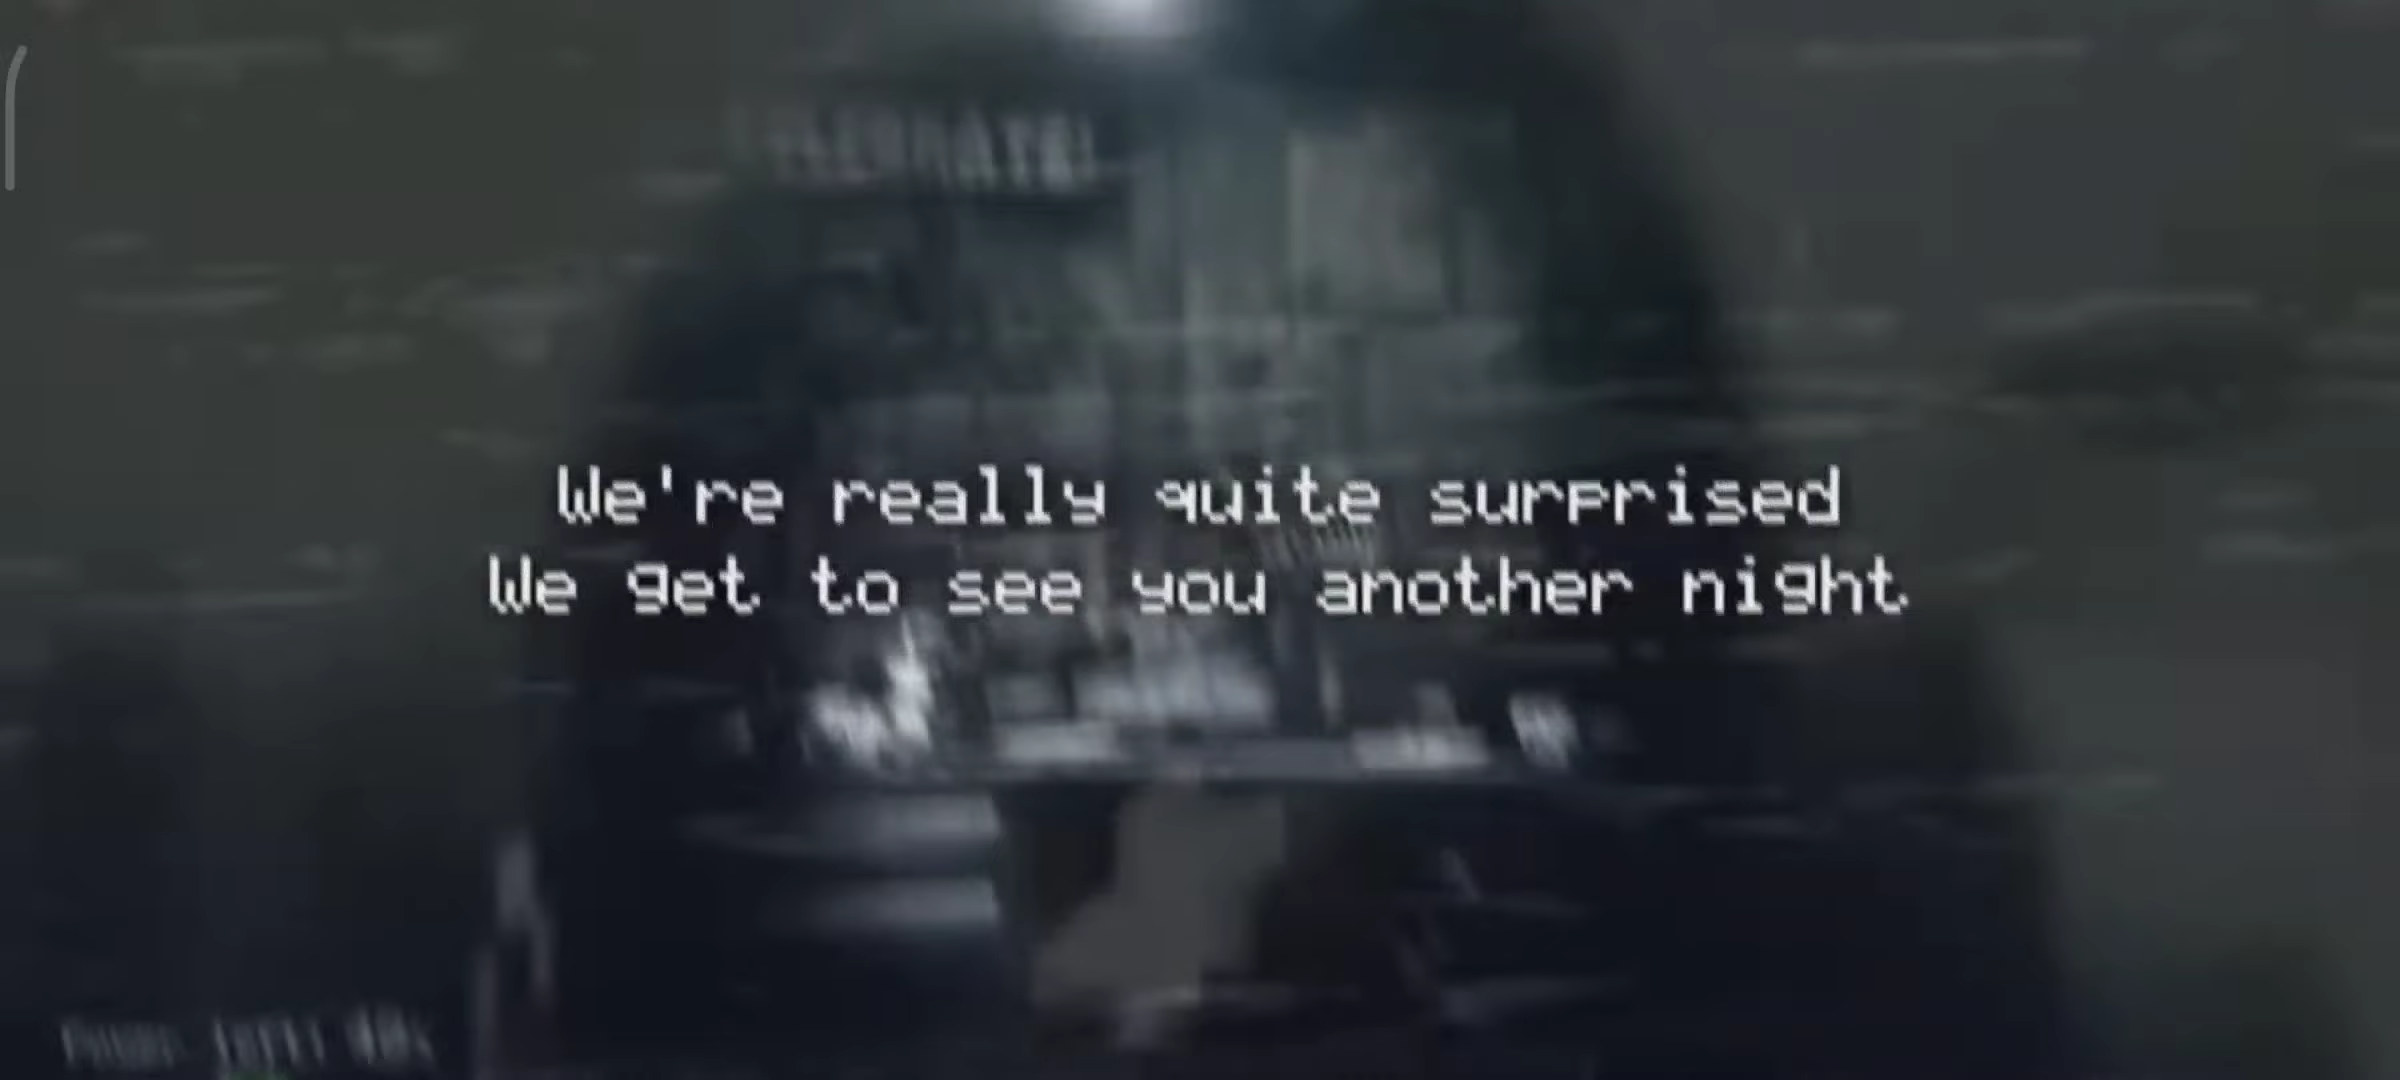 We're really quite surprised
We get to see you another night